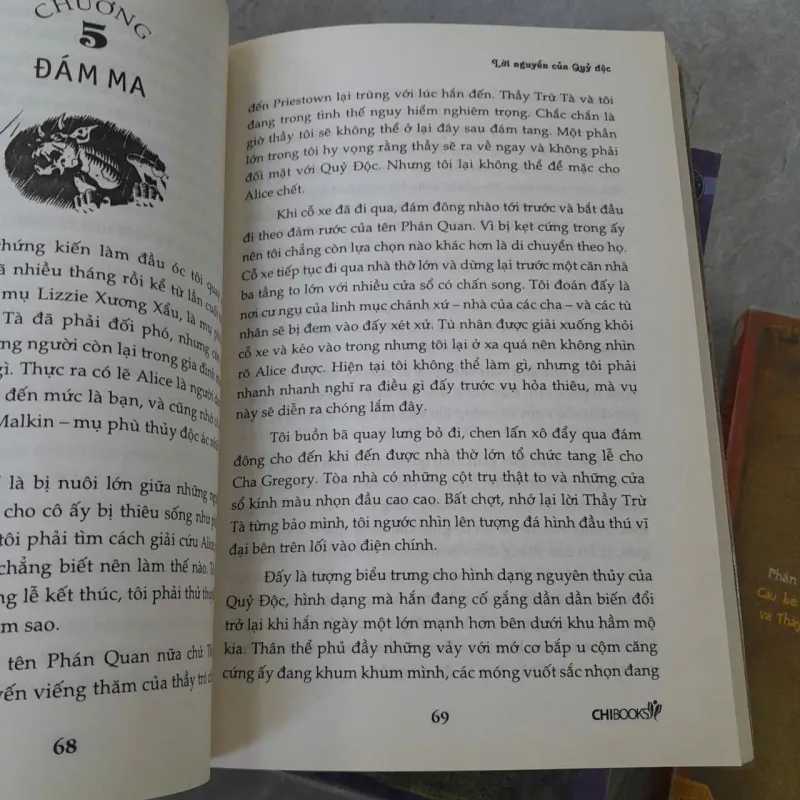 CHƯƠNG
5
ĐÁM MA
chứng kiến làm đầu óc tôi
nhiều tháng rồi kể từ lần cuối
mụ Lizzie Xương Xẩu, là mụ
Tà đã phải đối phó, nhưng
người còn lại trong gia đình
gì. Thực ra có lẽ Alice là người
đến mức là bạn, và cũng nhờ
Malkin – mụ phù thủy độc ác
là bị nuôi lớn giữa những
cho cô ấy bị thiêu sống như
tôi phải tìm cách giải cứu Alice
chẳng biết nên làm thế nào.
lễ kết thúc, tôi phải thử
sao.
tên Phán Quan nữa chứ.
viếng thăm của thầy trò
68
Lời nguyền của Quỷ độc
đến Priestown lại trùng với lúc hắn đến. Thầy Trừ Tà và tôi
đang trong tình thế nguy hiểm nghiêm trọng. Chắc chắn là
giờ thầy tôi sẽ không thể ở lại đây sau đám tang. Một phần
lớn trong tôi hy vọng rằng thầy sẽ ra về ngay và không phải
đối mặt với Quỷ Độc. Nhưng tôi lại không thể để mặc cho
Alice chết.
Khi cỗ xe đã đi qua, đám đông nhào tới trước và bắt đầu
đi theo đám rước của tên Phán Quan. Vì bị kẹt cứng trong ấy
nên tôi chẳng còn lựa chọn nào khác hơn là di chuyển theo họ.
Cỗ xe tiếp tục đi qua nhà thờ lớn và dừng lại trước một căn nhà
ba tầng to lớn với nhiều cửa sổ có chấn song. Tôi đoán đấy là
nơi cư ngụ của linh mục chánh xứ – nhà của các cha – và các tù
nhân sẽ bị đem vào đấy xét xử. Tù nhân được giải xuống khỏi
cỗ xe và kéo vào trong nhưng tôi lại ở xa quá nên không nhìn
rõ Alice được. Hiện tại tôi không thể làm gì, nhưng tôi phải
nhanh nhanh nghĩ ra điều gì đấy trước vụ hỏa thiêu, mà vụ
này sẽ diễn ra chóng lắm đây.
Tôi buồn bã quay lưng bỏ đi, chen lấn xô đẩy qua đám
đông cho đến khi đến được nhà thờ lớn tổ chức tang lễ cho
Cha Gregory. Tòa nhà có những cột trụ thật to và những cửa
sổ kính màu nhọn đầu cao cao. Bất chợt, nhớ lại lời Thầy Trừ
Tà từng bảo mình, tôi ngước nhìn lên tượng đá hình đầu thú vĩ
đại bên trên lối vào điện chính.
Đấy là tượng biểu trưng cho hình dạng nguyên thủy của
Quỷ Độc, hình dạng mà hắn đang cố gắng dần dần biến đổi
trở lại khi hắn ngày một lớn mạnh hơn bên dưới khu hầm mộ
kia. Thân thể phủ đầy những vảy với mớ cơ bắp u cộm căng
cứng ấy đang khum khum mình, các móng vuốt sắc nhọn đang
69
CHIBOOKS
Phần
Cậu bé
và Thầy